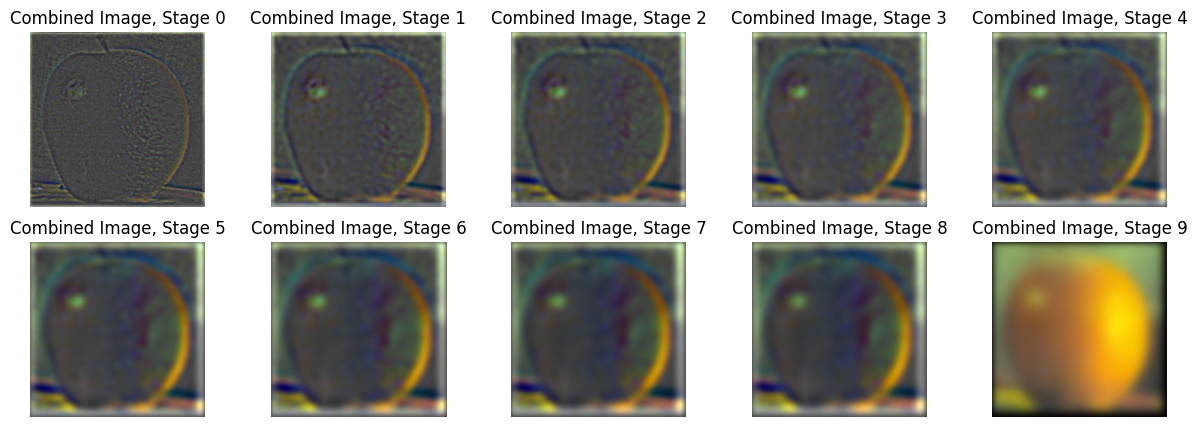 Combined Image, Stage 0
Combined Image, Stage 1
Combined Image, Stage 2
Combined Image, Stage 3
Combined Image, Stage 4
Combined Image, Stage 5
Combined Image, Stage 6
Combined Image, Stage 7
Combined Image, Stage 8
Combined Image, Stage 9